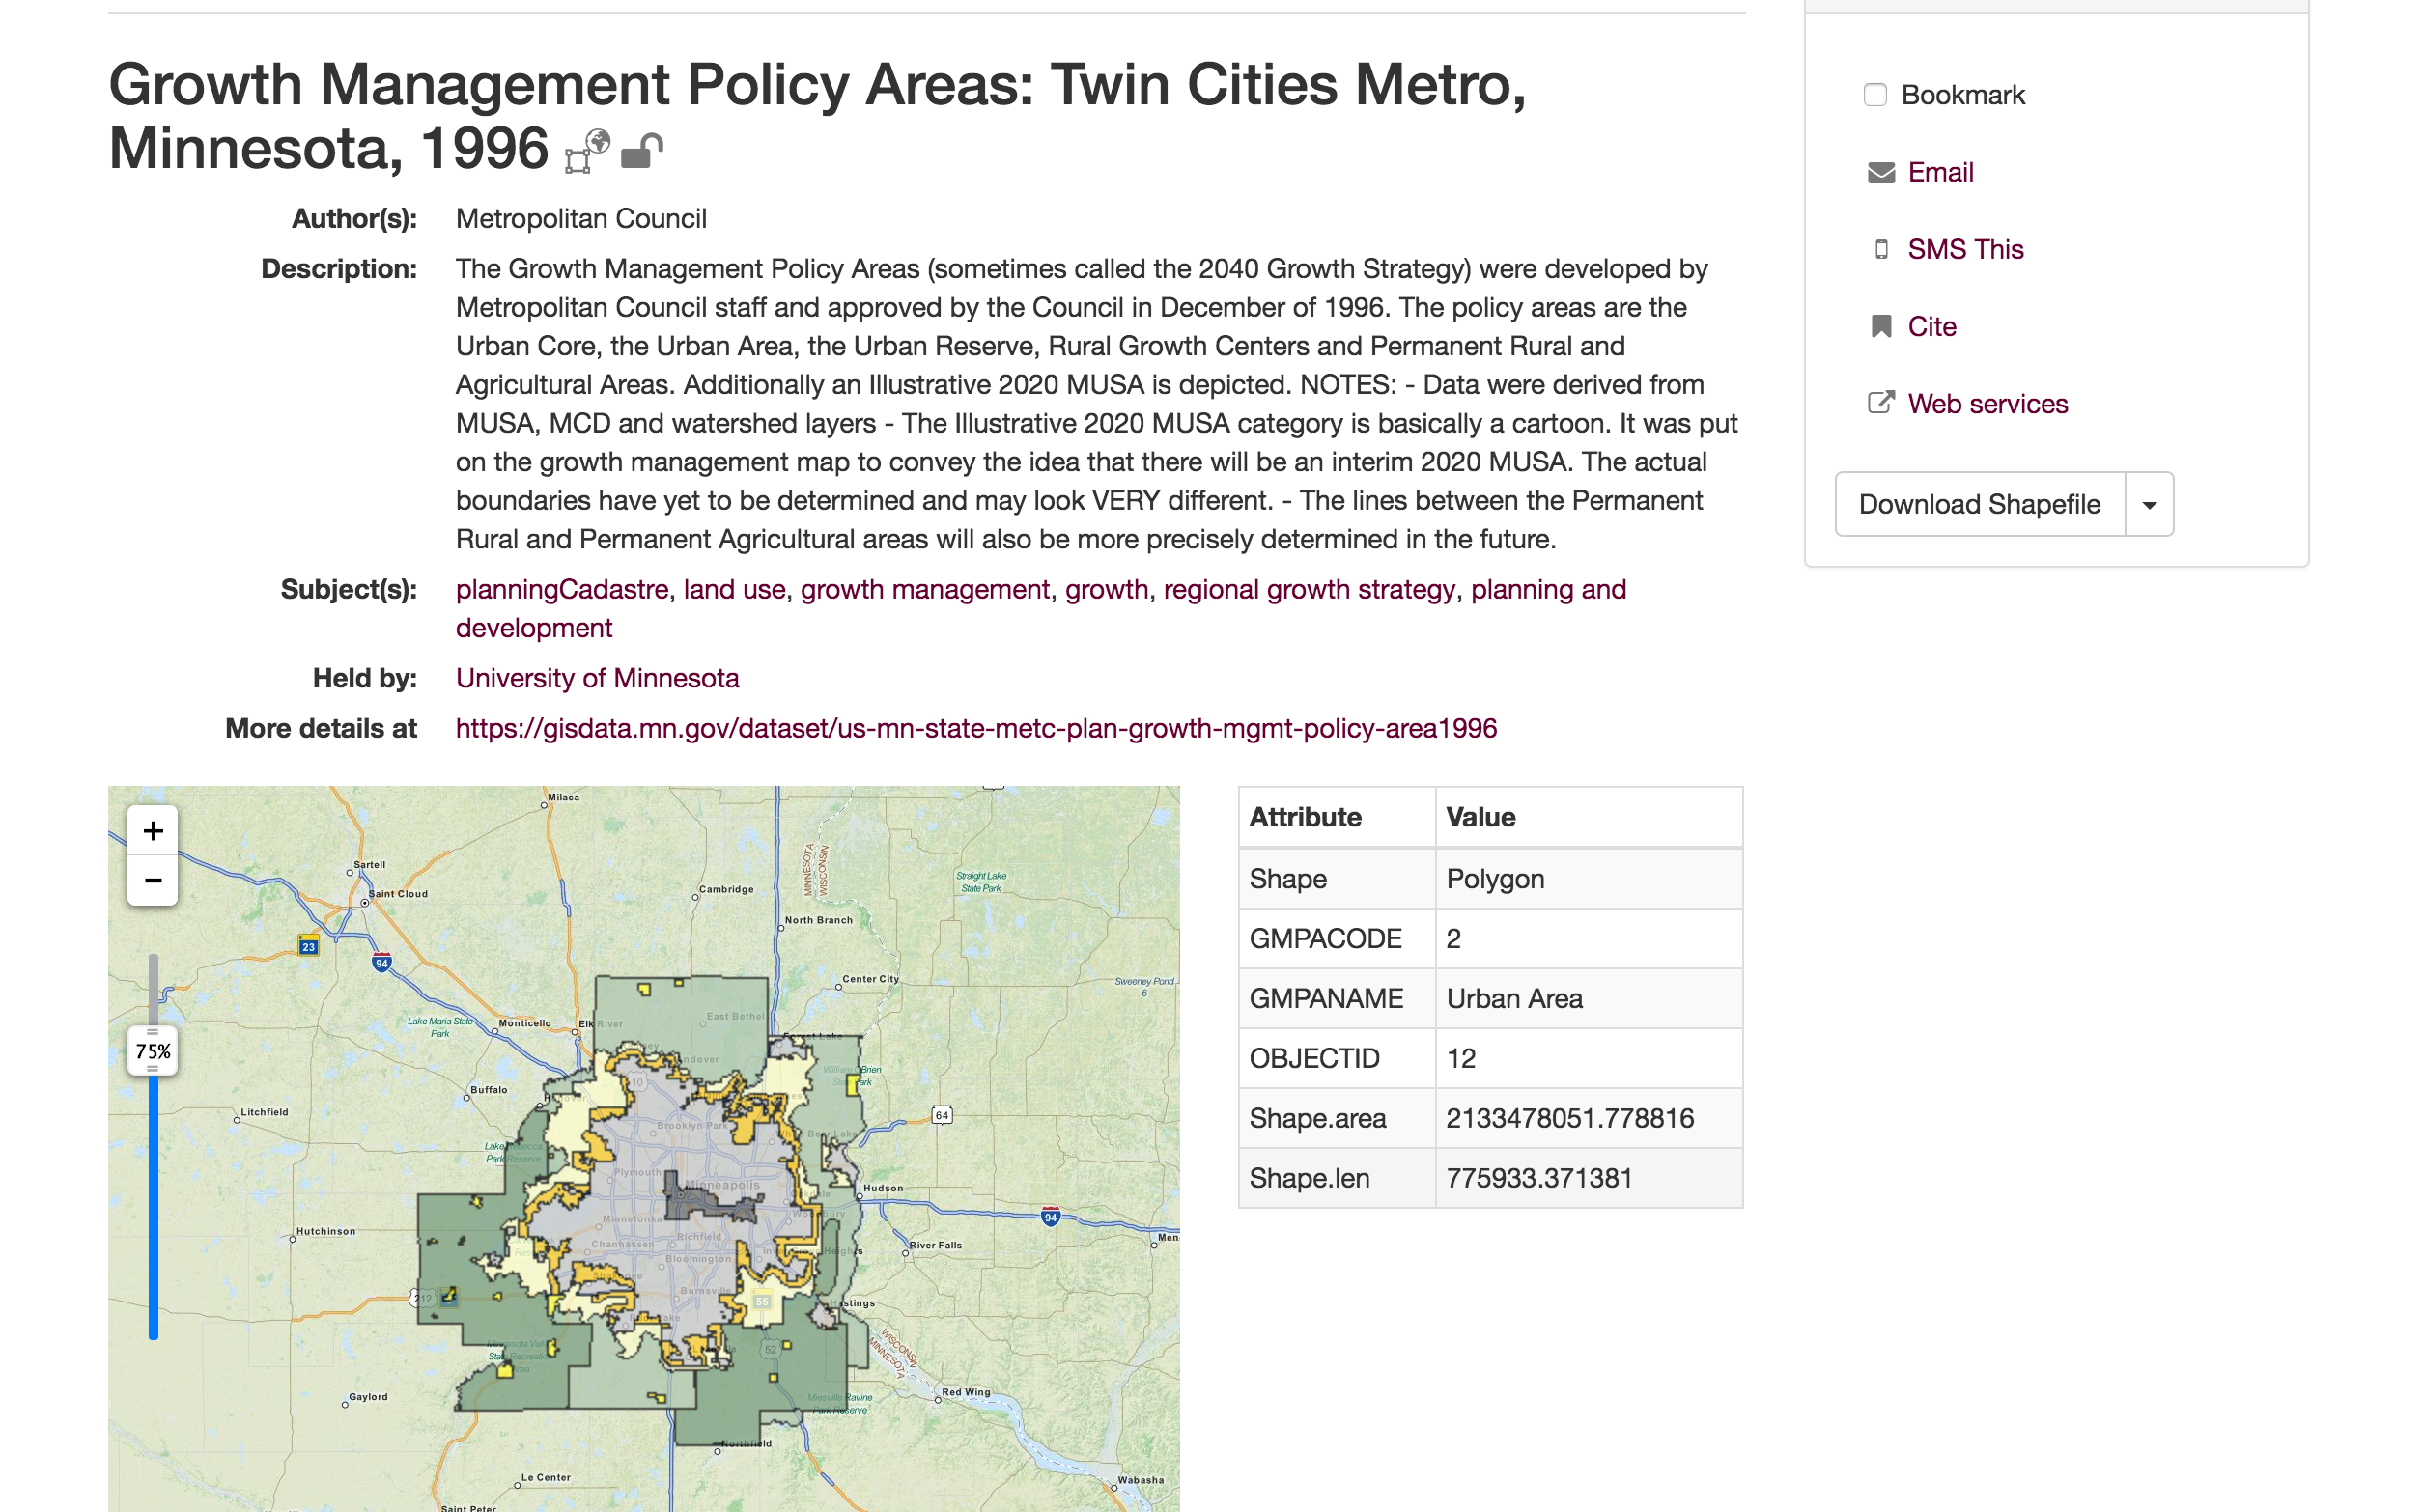 Growth Management Policy Areas: Twin Cities Metro,
Minnesota, 1996
Author(s): Metropolitan Council
Description: The Growth Management Policy Areas (sometimes called the 2040 Growth Strategy) were developed by
Metropolitan Council staff and approved by the Council in December of 1996. The policy areas are the
Urban Core, the Urban Area, the Urban Reserve, Rural Growth Centers and Permanent Rural and
Agricultural Areas. Additionally an Illustrative 2020 MUSA is depicted. NOTES: - Data were derived from
MUSA, MCD and watershed layers - The Illustrative 2020 MUSA category is basically a cartoon. It was put
on the growth management map to convey the idea that there will be an interim 2020 MUSA. The actual
boundaries have yet to be determined and may look VERY different. - The lines between the Permanent
Rural and Permanent Agricultural areas will also be more precisely determined in the future.
Subject(s): planningCadastre, land use, growth management, growth, regional growth strategy, planning and
development
Held by: University of Minnesota
More details at https://gisdata.mn.gov/dataset/us-mn-state-metc-plan-growth-mgmt-policy-area1996
Bookmark
Email
SMS This
Cite
Web services
Download Shapefile
+
−
75%
Milaca
Sartell
Saint Cloud
23
94
Cambridge
MINNESOTA
WISCONSIN
Straight Lake
State Park
North Branch
Center City
Sweeney Pond
6
Lake Maria State
Park
Monticello
Elk River
East Bethel
Forest Lake
10
Buffalo
Litchfield
64
Brooklyn Park
White Bear Lake
Plymouth
Minneapolis
Hudson
94
Hutchinson
Minnetonka
Woodbury
Chanhassen
Richfield
Bloomington
River Falls
Men
212
Burnsville
55
Hastings
WISCONSIN
MINNESOTA
Minnesota Valley
State Recreation
Area
52
Gaylord
Miesville Ravine
Park Reserve
Red Wing
Northfield
Le Center
Wabasha
Saint Peter
Attribute Value
Shape Polygon
GMPACODE 2
GMPANAME Urban Area
OBJECTID 12
Shape.area 2133478051.778816
Shape.len 775933.371381